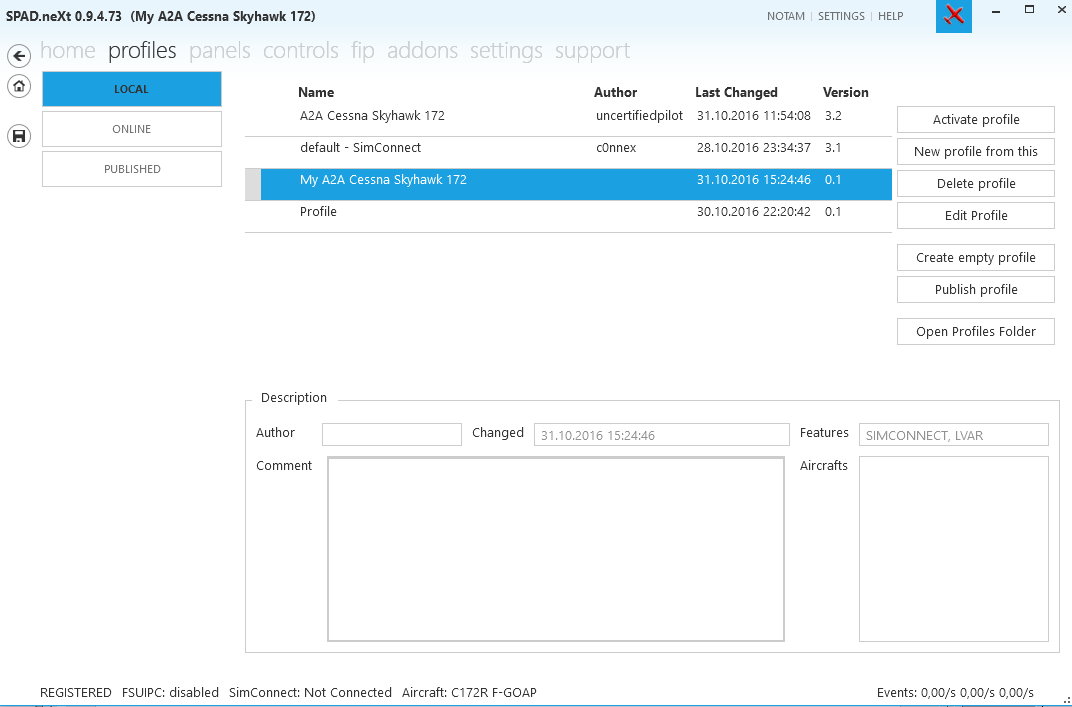 SPAD.neXt 0.9.4.73 (My A2A Cessna Skyhawk 172)
NOTAM | SETTINGS | HELP
home profiles panels controls fip addons settings support
LOCAL
ONLINE
PUBLISHED
Name Author Last Changed Version
A2A Cessna Skyhawk 172 uncertifiedpilot 31.10.2016 11:54:08 3.2
default - SimConnect c0nnex 28.10.2016 23:34:37 3.1
My A2A Cessna Skyhawk 172 31.10.2016 15:24:46 0.1
Profile 30.10.2016 22:20:42 0.1
Activate profile
New profile from this
Delete profile
Edit Profile
Create empty profile
Publish profile
Open Profiles Folder
Description
Author Changed 31.10.2016 15:24:46 Features SIMCONNECT, LVAR
Comment Aircrafts
REGISTERED FSUIPC: disabled SimConnect: Not Connected Aircraft: C172R F-GOAP Events: 0,00/s 0,00/s 0,00/s